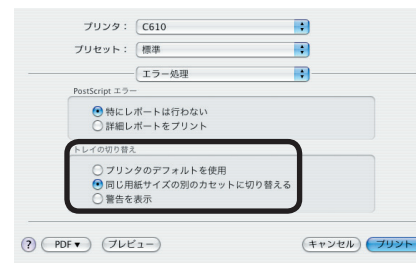 プリンタ： C610
プリセット： 標準
エラー処理
PostScript エラー
特にレポートは行わない
詳細レポートをプリント
トレイの切り替え
プリンタのデフォルトを使用
同じ用紙サイズの別のカセットに切り替える
警告を表示
? PDF▼ プレビュー キャンセル プリント